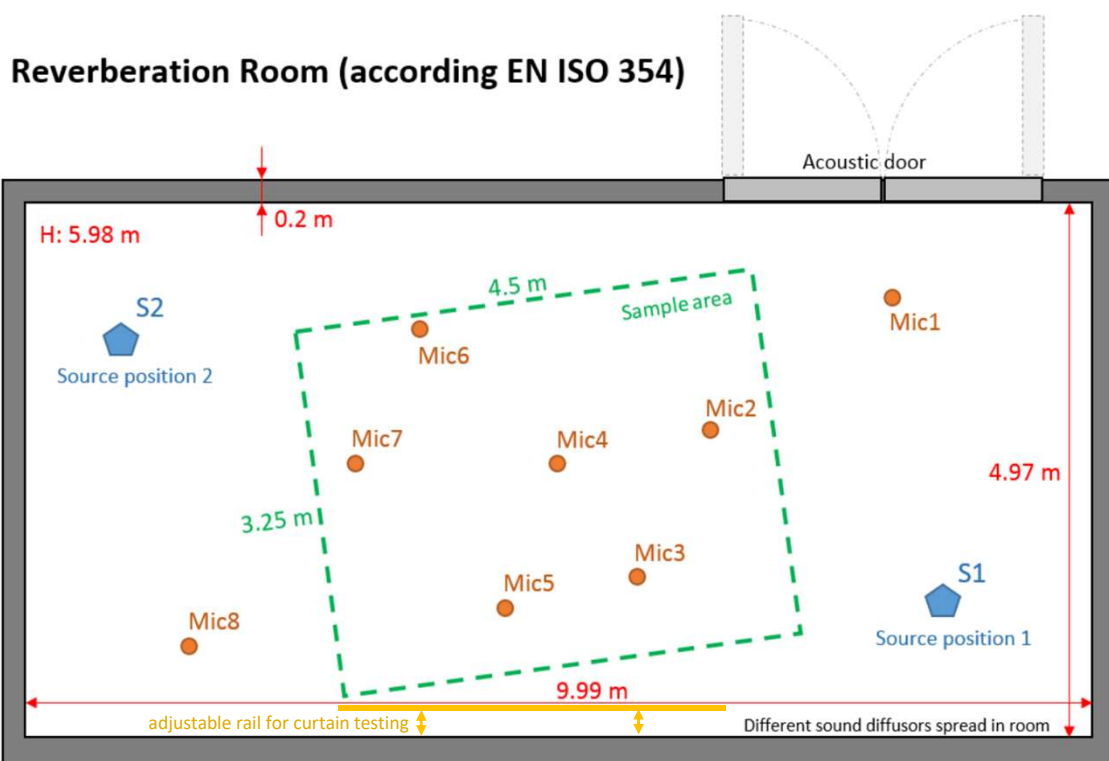 Reverberation Room (according EN ISO 354)
Acoustic door
0.2 m
H: 5.98 m
4.5 m
Sample area
S2
Source position 2
Mic1
Mic6
Mic2
Mic7
Mic4
4.97 m
3.25 m
Mic3
Mic5
S1
Source position 1
Mic8
9.99 m
adjustable rail for curtain testing
Different sound diffusors spread in room